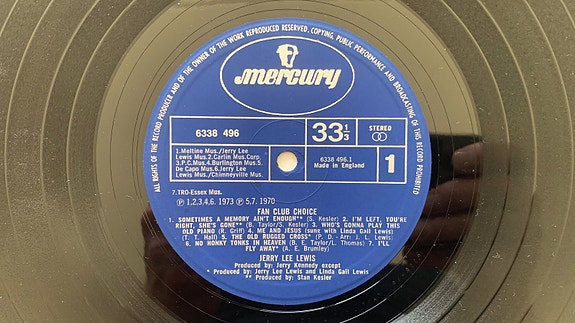 ALL RIGHTS OF THE RECORD PRODUCER AND OF THE OWNER OF THE WORK REPRODUCED RESERVED. COPYING, PUBLIC PERFORMANCE AND BROADCASTING OF THIS RECORD PROHIBITED
mercury
6338 496
33 1/3
STEREO
1.Meltine Mus./Jerry Lee
Lewis Mus.2.Carlin Mus.Corp.
3.P.C.Mus.4.Burlington Mus.5.
De Capo Mus.6.Jerry Lee
Lewis Mus./Chimneyville Mus.
6338 496.1
Made in England
1
7.TRO-Essex Mus.
Ⓟ 1,2,3,4,6. 1973 Ⓟ 5,7. 1970
FAN CLUB CHOICE
1. SOMETIMES A MEMORY AIN'T ENOUGH** (S. Kesler) 2. I'M LEFT, YOU'RE
RIGHT, SHE'S GONE** (B. Taylor/S. Kesler) 3. WHO'S GONNA PLAY THIS
OLD PIANO (R. Griff) 4. ME AND JESUS (sung with Linda Gail Lewis)
(T. T. Hall) 5. THE OLD RUGGED CROSS* (P. D. - Arr: J. L. Lewis)
6. NO HONKY TONKS IN HEAVEN (B. E. Taylor/L. Thomas) 7. I'LL
FLY AWAY* (A. E. Brumley)
JERRY LEE LEWIS
Produced by: Jerry Kennedy except
* Produced by: Jerry Lee Lewis and Linda Gail Lewis
** Produced by: Stan Kesler